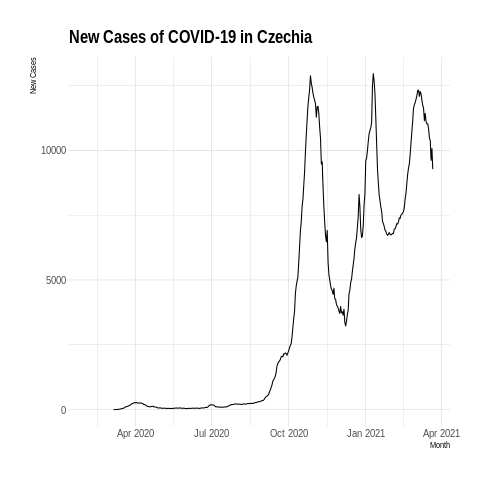 New Cases of COVID-19 in Czechia
New Cases
10000
5000
0
Apr 2020 Jul 2020 Oct 2020 Jan 2021 Apr 2021
Month